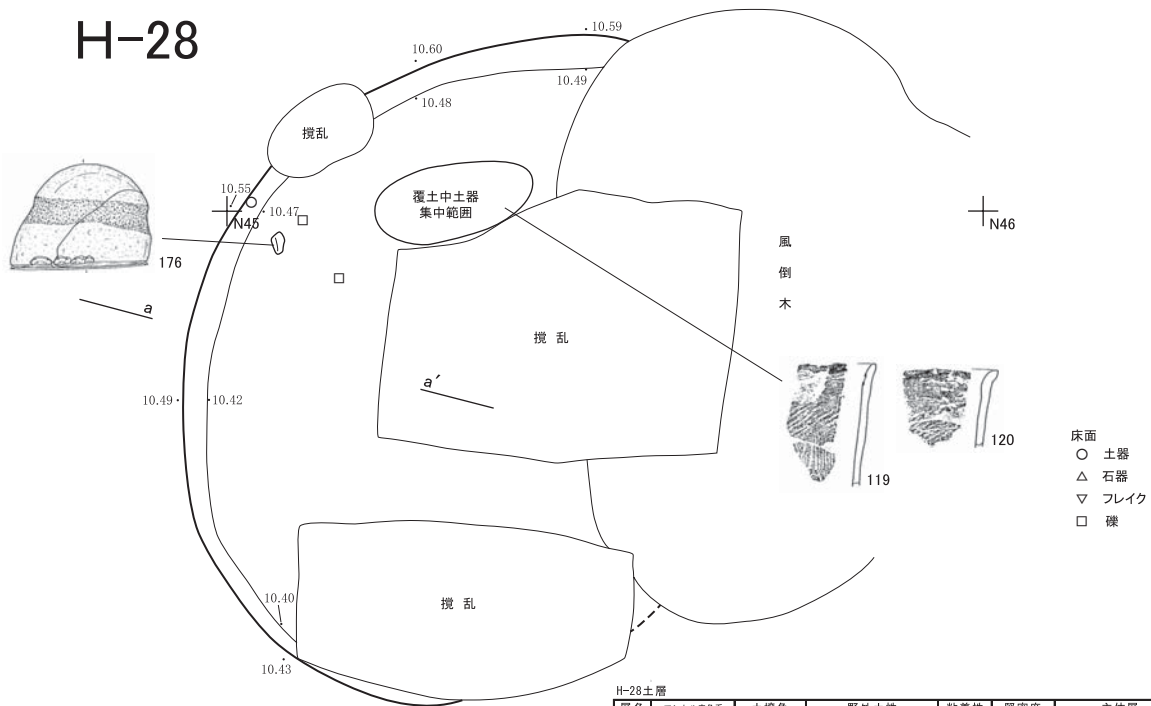 H-28
10.59
10.60
10.49
10.48
攪乱
10.55
10.47
N45
覆土中土器
集中範囲
N46
176
風
倒
木
a
攪 乱
a′
10.49
10.42
119
120
床面
○ 土器
△ 石器
▽ フレイク
□ 礫
10.40
攪 乱
10.43
H-28土層